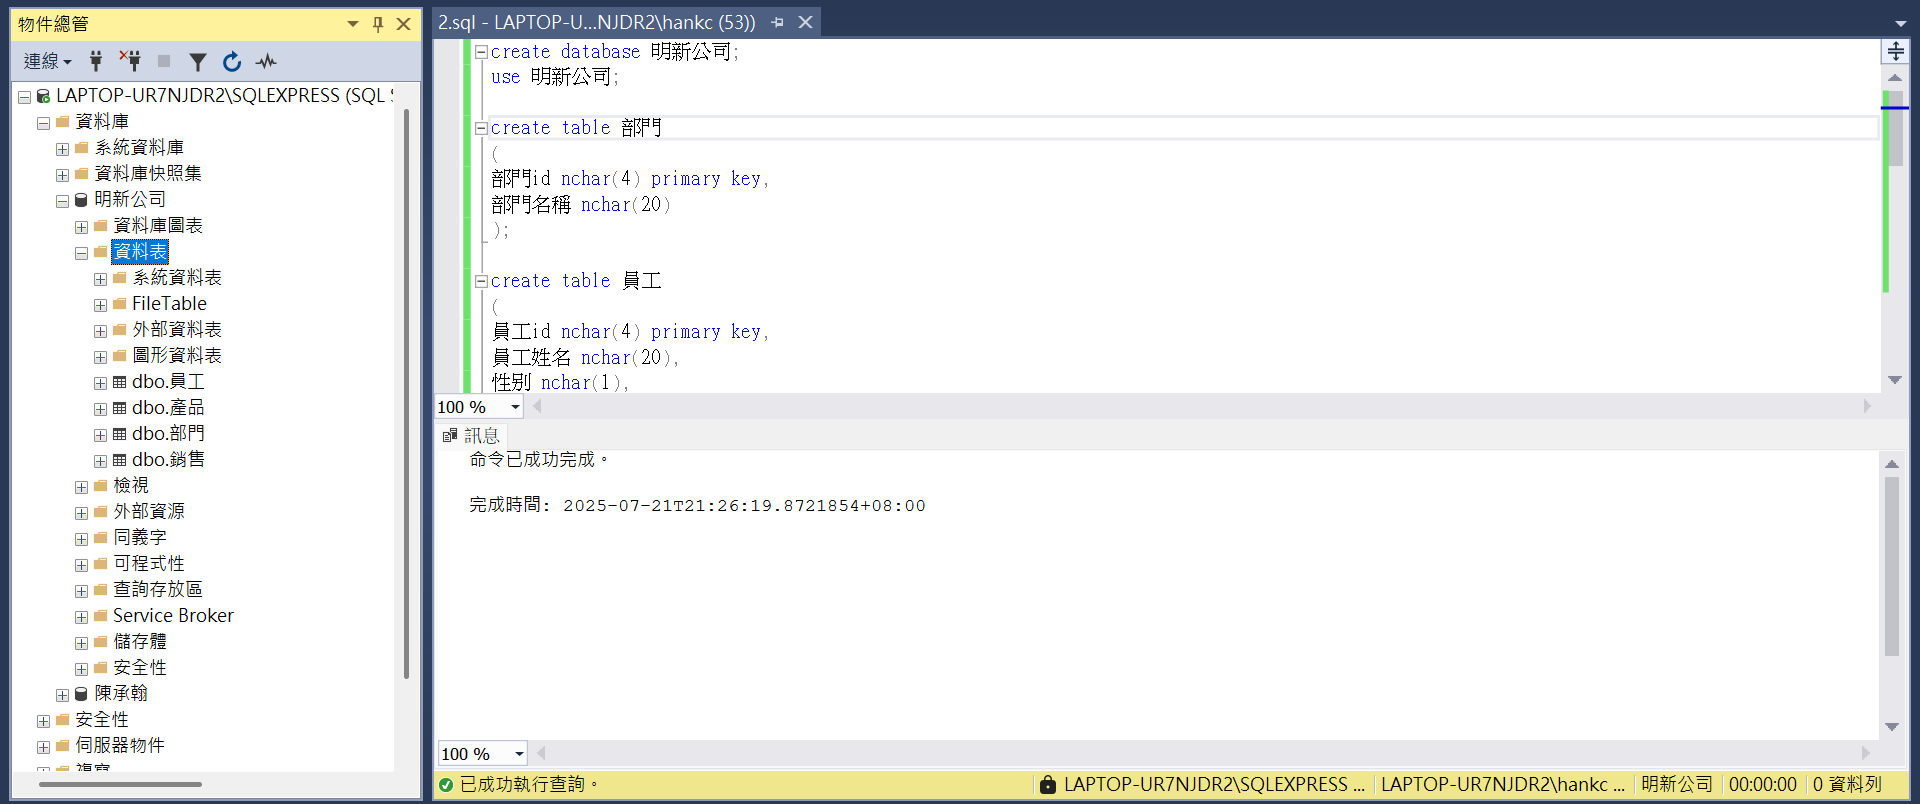 物件總管
連線
LAPTOP-UR7NJDR2\SQLEXPRESS (SQL S
資料庫
系統資料庫
資料庫快照集
明新公司
資料庫圖表
資料表
系統資料表
FileTable
外部資料表
圖形資料表
dbo.員工
dbo.產品
dbo.部門
dbo.銷售
檢視
外部資源
同義字
可程式性
查詢存放區
Service Broker
儲存體
安全性
陳承翰
安全性
伺服器物件
複寫
2.sql - LAPTOP-U...NJDR2\hankc (53))
create database 明新公司;
use 明新公司;
create table 部門
(
部門id nchar(4) primary key,
部門名稱 nchar(20)
);
create table 員工
(
員工id nchar(4) primary key,
員工姓名 nchar(20),
性別 nchar(1),
100 %
訊息
命令已成功完成。
完成時間: 2025-07-21T21:26:19.8721854+08:00
100 %
已成功執行查詢。 LAPTOP-UR7NJDR2\SQLEXPRESS ... LAPTOP-UR7NJDR2\hankc ... 明新公司 00:00:00 0 資料列